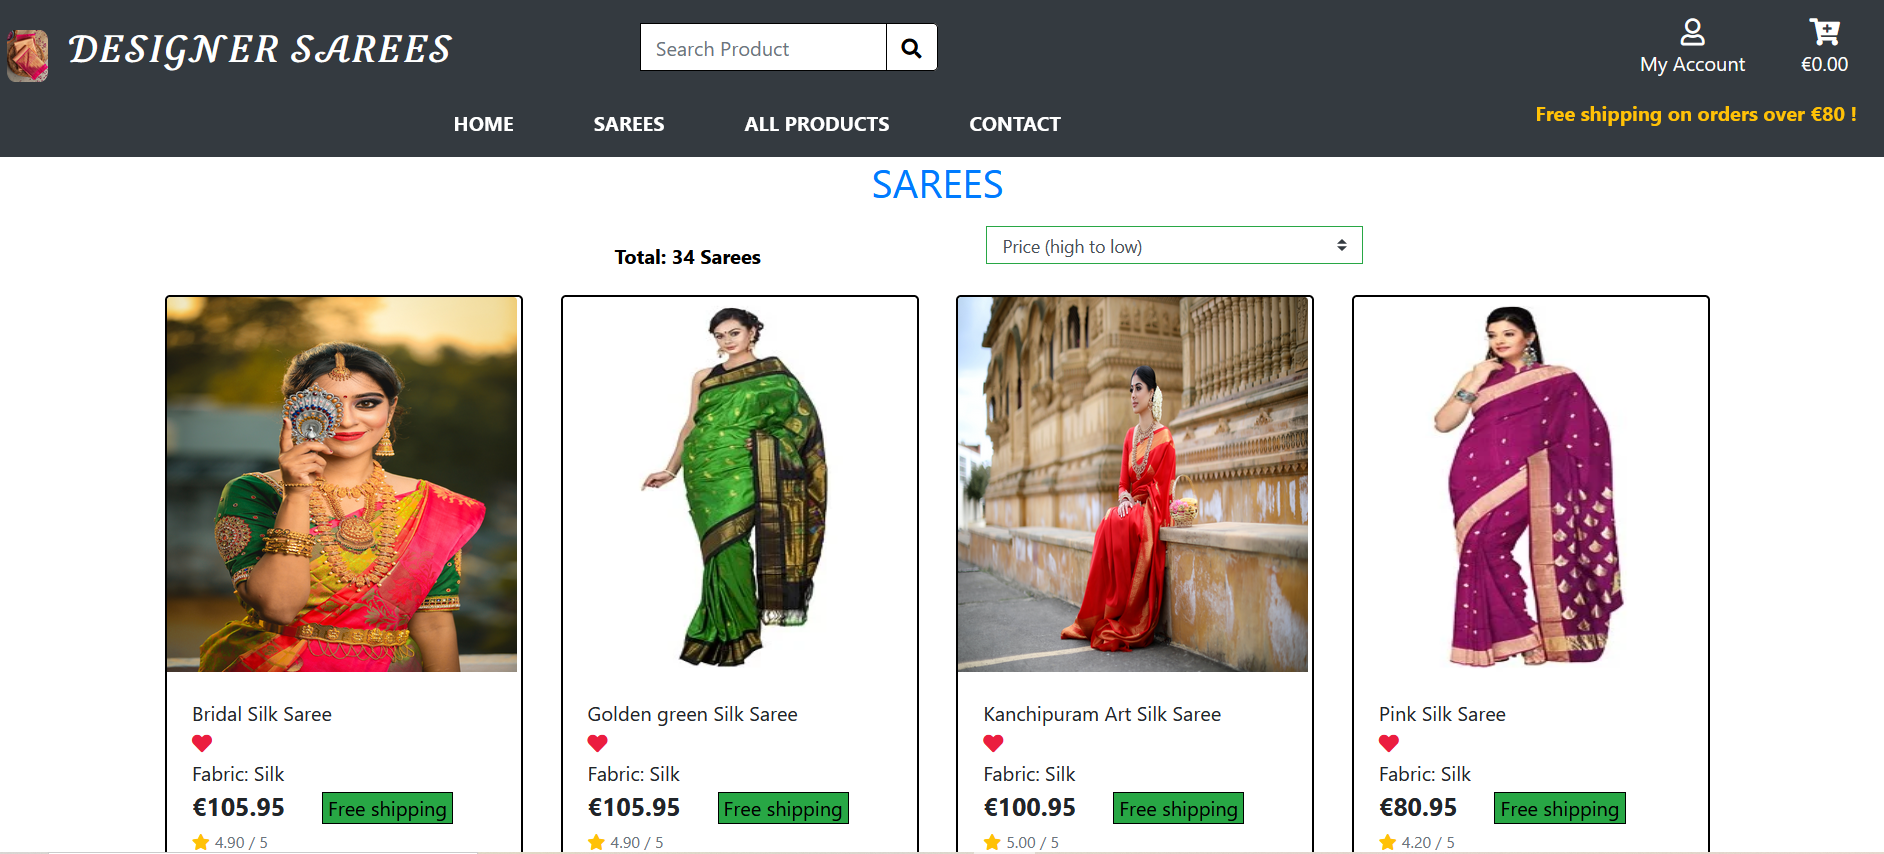 DESIGNER SAREES
Search Product
My Account
€0.00
HOME
SAREES
ALL PRODUCTS
CONTACT
Free shipping on orders over €80 !
SAREES
Total: 34 Sarees
Price (high to low)
Bridal Silk Saree
Fabric: Silk
€105.95
Free shipping
4.90 / 5
Golden green Silk Saree
Fabric: Silk
€105.95
Free shipping
4.90 / 5
Kanchipuram Art Silk Saree
Fabric: Silk
€100.95
Free shipping
5.00 / 5
Pink Silk Saree
Fabric: Silk
€80.95
Free shipping
4.20 / 5